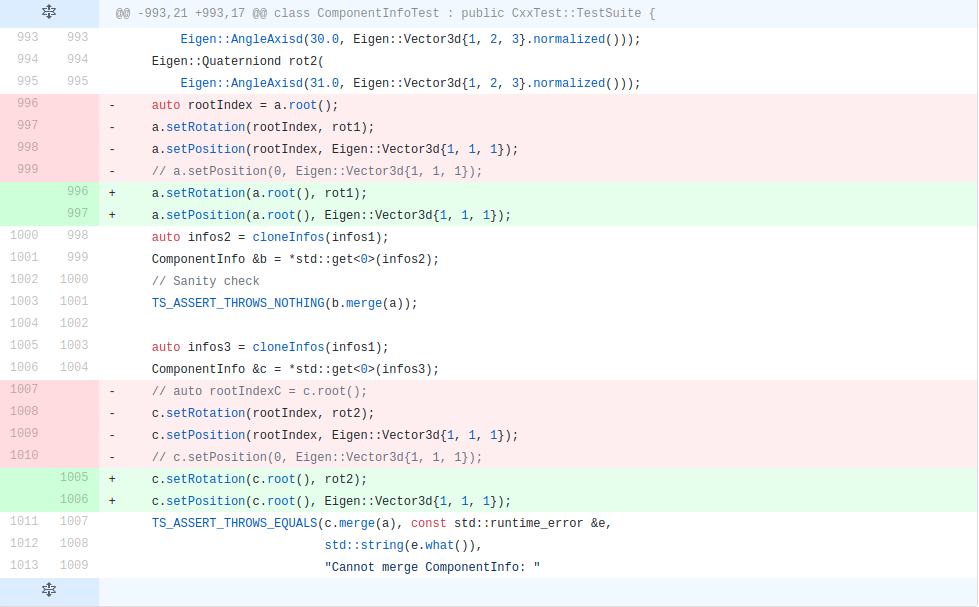 @@ -993,21 +993,17 @@ class ComponentInfoTest : public CxxTest::TestSuite {
993 993 Eigen::AngleAxisd(30.0, Eigen::Vector3d{1, 2, 3}.normalized()));
994 994 Eigen::Quaterniond rot2(
995 995 Eigen::AngleAxisd(31.0, Eigen::Vector3d{1, 2, 3}.normalized()));
996 - auto rootIndex = a.root();
997 - a.setRotation(rootIndex, rot1);
998 - a.setPosition(rootIndex, Eigen::Vector3d{1, 1, 1});
999 - // a.setPosition(0, Eigen::Vector3d{1, 1, 1});
996 + a.setRotation(a.root(), rot1);
997 + a.setPosition(a.root(), Eigen::Vector3d{1, 1, 1});
1000 998 auto infos2 = cloneInfos(infos1);
1001 999 ComponentInfo &b = *std::get<0>(infos2);
1002 1000 // Sanity check
1003 1001 TS_ASSERT_THROWS_NOTHING(b.merge(a));
1004 1002
1005 1003 auto infos3 = cloneInfos(infos1);
1006 1004 ComponentInfo &c = *std::get<0>(infos3);
1007 - // auto rootIndexC = c.root();
1008 - c.setRotation(rootIndex, rot2);
1009 - c.setPosition(rootIndex, Eigen::Vector3d{1, 1, 1});
1010 - // c.setPosition(0, Eigen::Vector3d{1, 1, 1});
1005 + c.setRotation(c.root(), rot2);
1006 + c.setPosition(c.root(), Eigen::Vector3d{1, 1, 1});
1011 1007 TS_ASSERT_THROWS_EQUALS(c.merge(a), const std::runtime_error &e,
1012 1008 std::string(e.what()),
1013 1009 "Cannot merge ComponentInfo: "